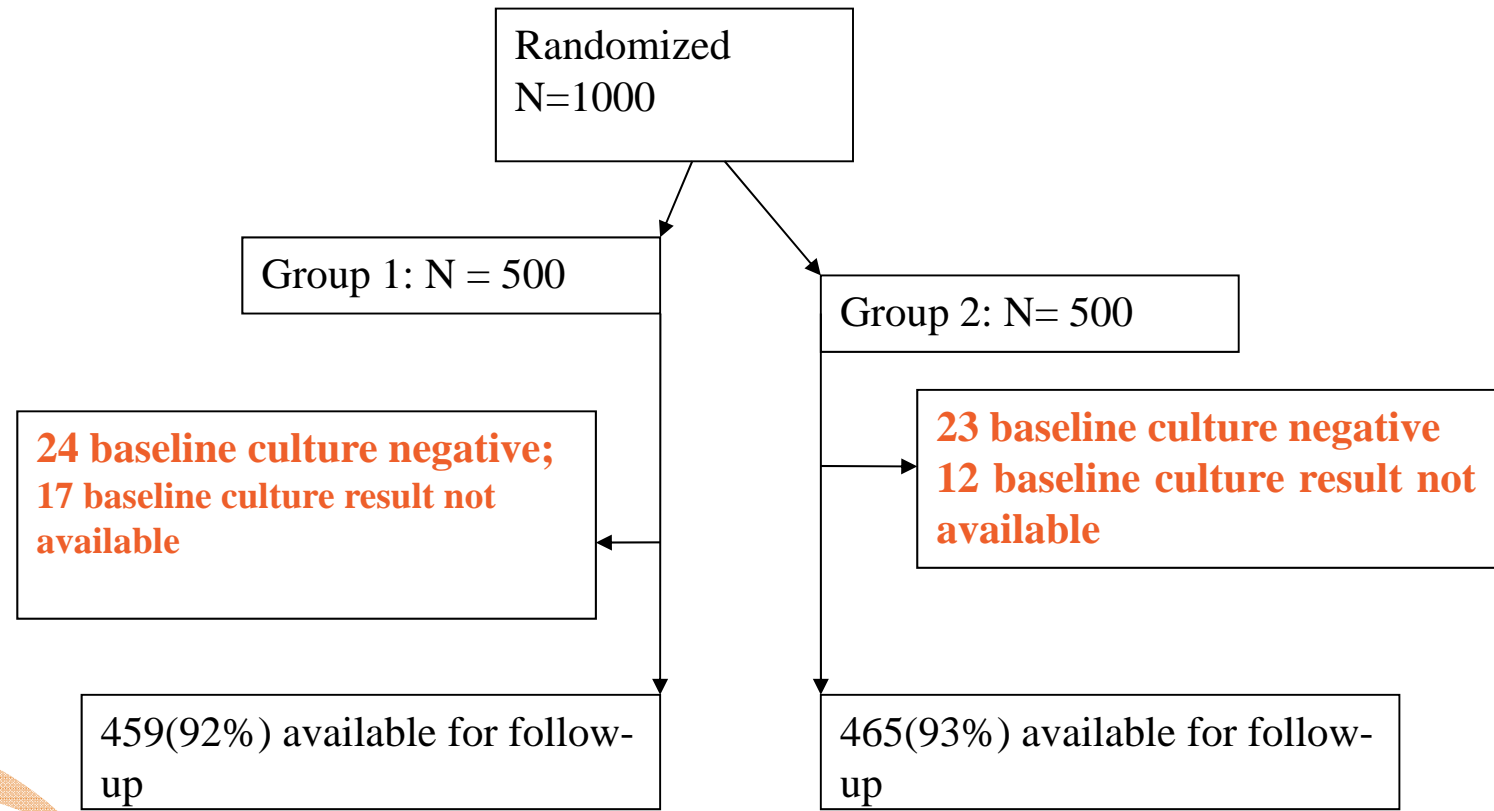 Randomized
N=1000
Group 1: N = 500
Group 2: N= 500
24 baseline culture negative;
17 baseline culture result not
available
23 baseline culture negative
12 baseline culture result not
available
459(92%) available for follow-
up
465(93%) available for follow-
up